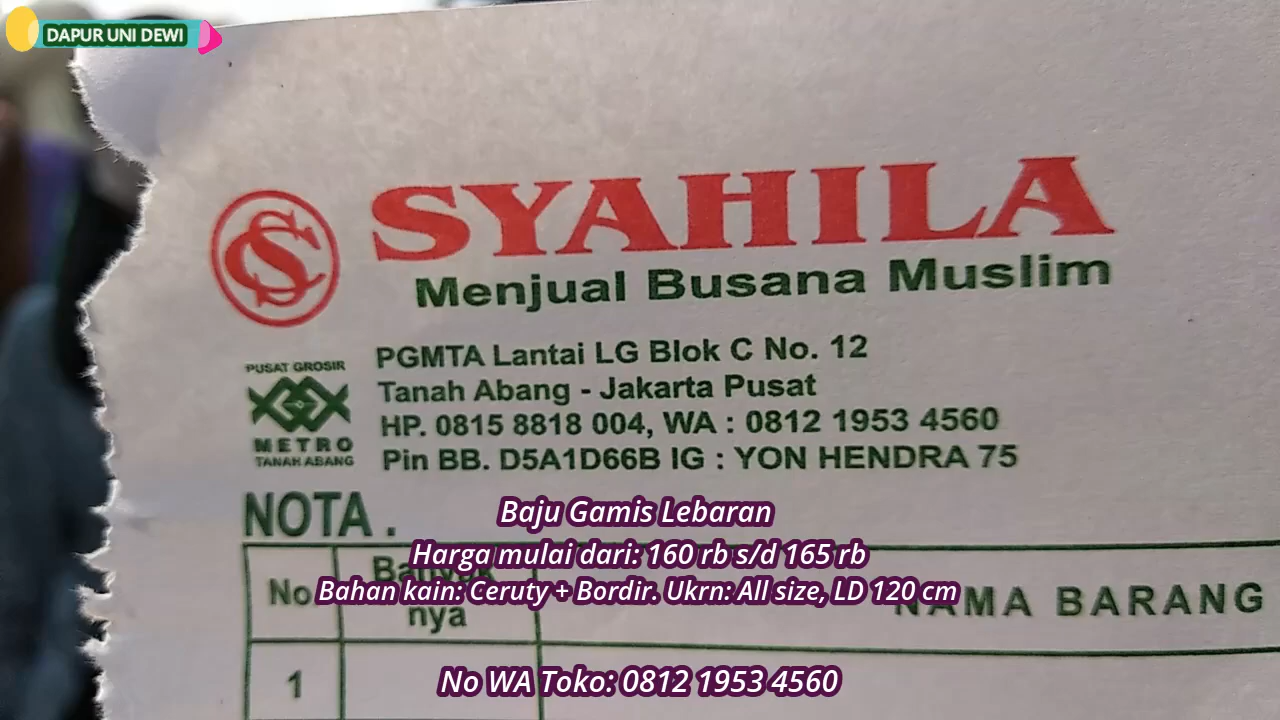 DAPUR UNI DEWI
SC
SYAHILA
Menjual Busana Muslim
PUSAT GROSIR
METRO
TANAH ABANG
PGMTA Lantai LG Blok C No. 12
Tanah Abang - Jakarta Pusat
HP. 0815 8818 004, WA : 0812 1953 4560
Pin BB. D5A1D66B IG : YON HENDRA 75
NOTA .
Baju Gamis Lebaran
Harga mulai dari: 160 rb s/d 165 rb
Bahan kain: Ceruty + Bordir. Ukrn: All size, LD 120 cm
No
Banyak
nya
NAMA BARANG
1
No WA Toko: 0812 1953 4560